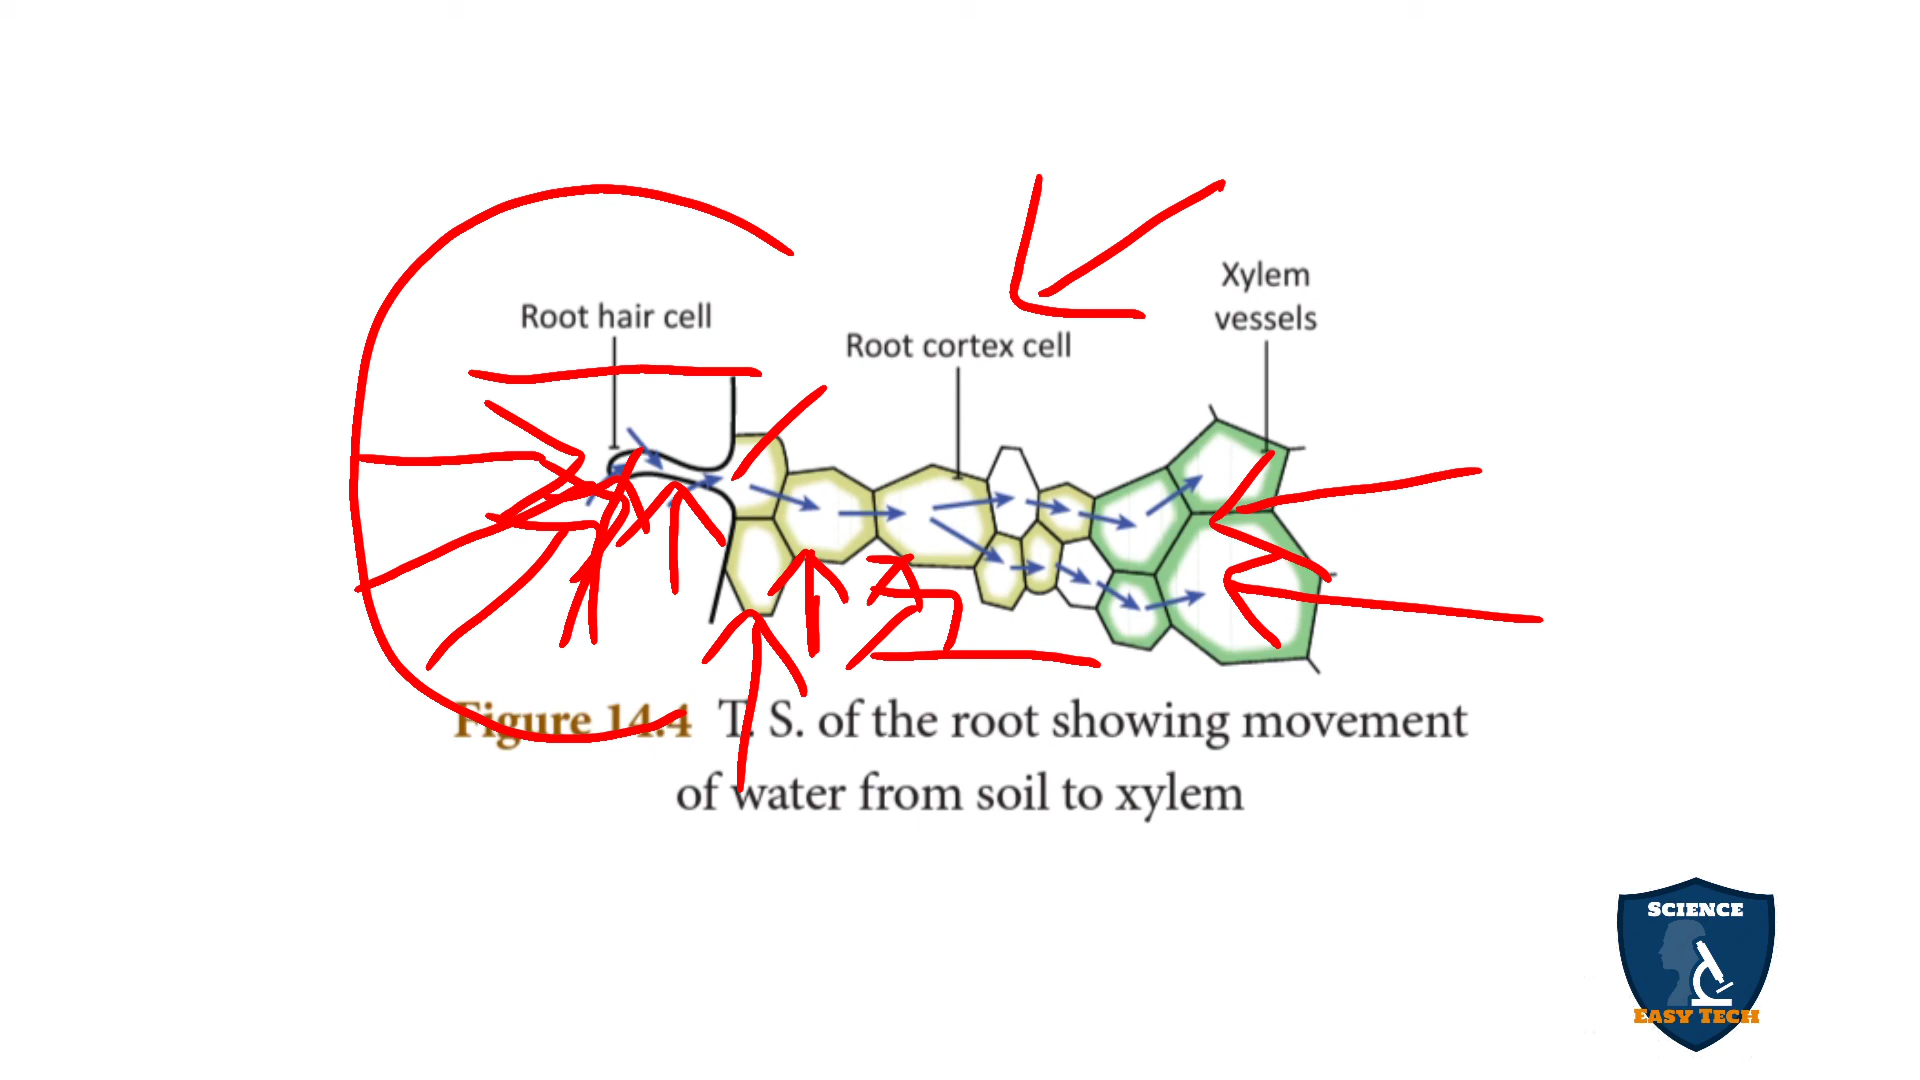 Xylem
vessels
Root hair cell
Root cortex cell
Figure 14.4 T. S. of the root showing movement
of water from soil to xylem
SCIENCE
EASY TECH